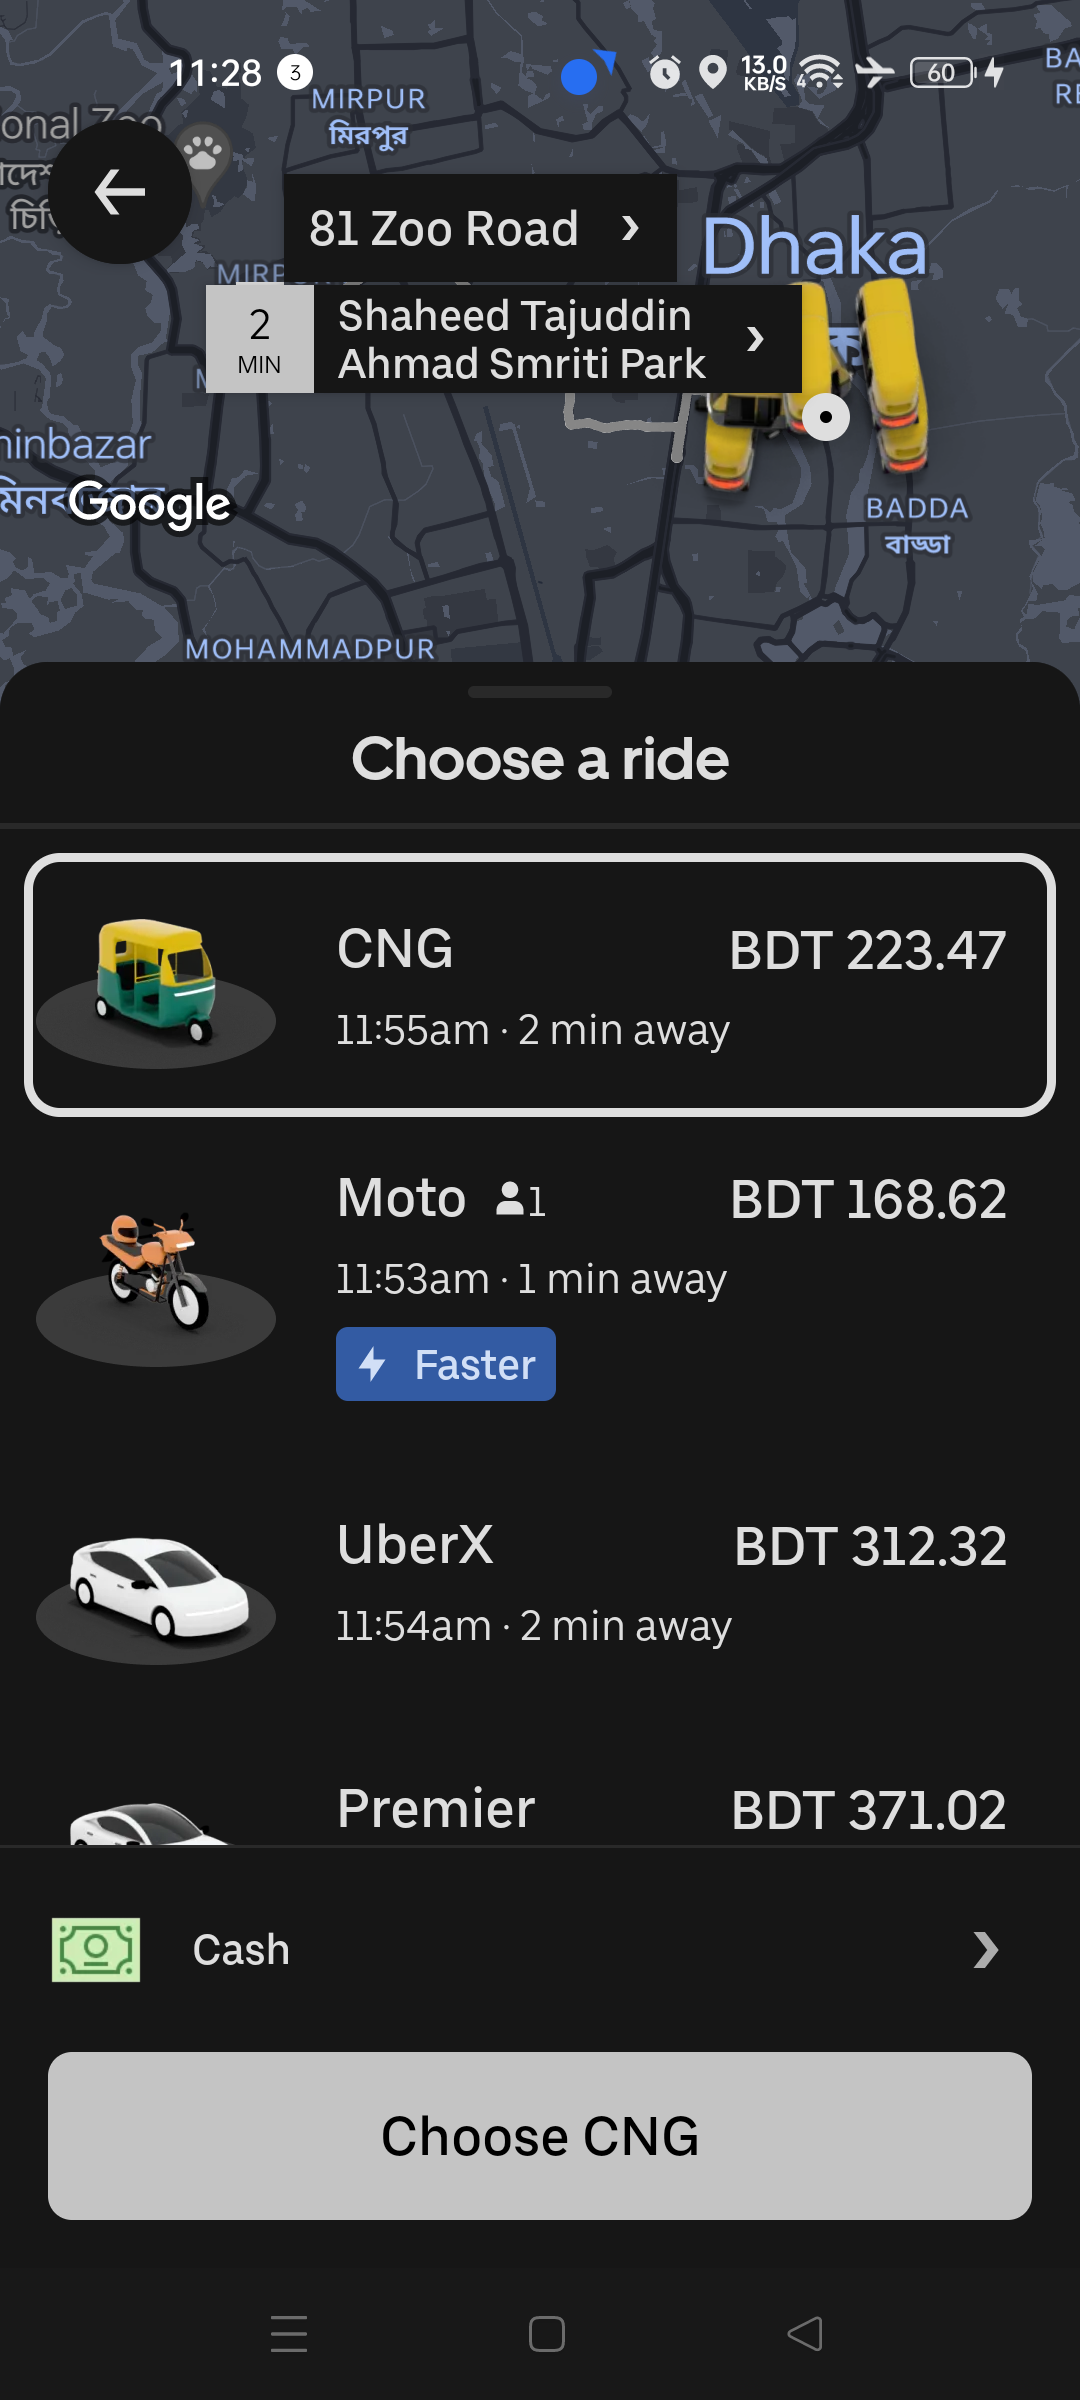 11:28 3
13.0
KB/S
4
60
MIRPUR
মিরপুর
onal Zoo
81 Zoo Road
Dhaka
2
MIN
Shaheed Tajuddin
Ahmad Smriti Park
ninbazar
Google
BADDA
বাড্ডা
MOHAMMADPUR
Choose a ride
CNG BDT 223.47
11:55am · 2 min away
Moto 1 BDT 168.62
11:53am · 1 min away
Faster
UberX BDT 312.32
11:54am · 2 min away
Premier BDT 371.02
Cash
Choose CNG